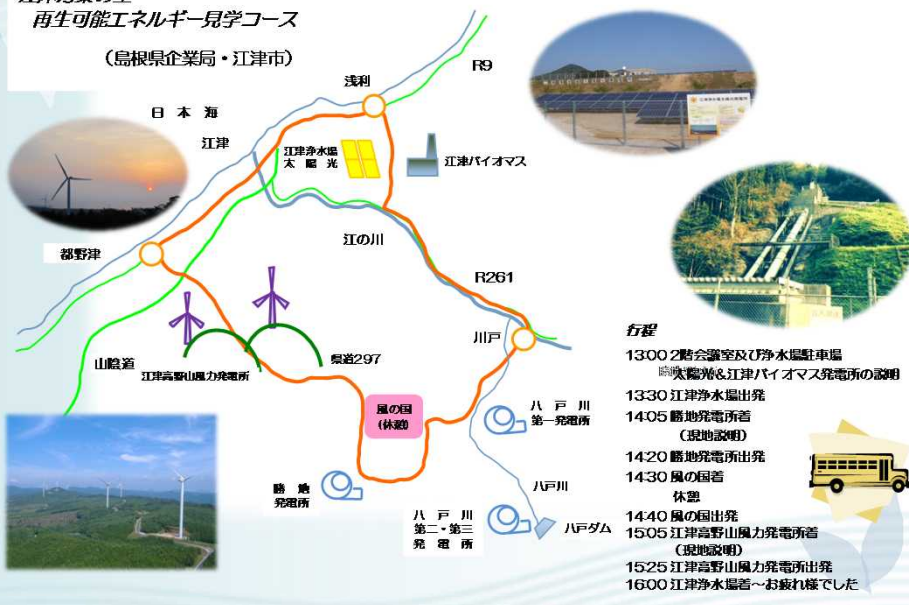 再生可能エネルギー見学コース
（島根県企業局・江津市）
浅利
R9
日本海
江津
江津浄水場
太陽光
江津バイオマス
江の川
都野津
R261
川戸
山陰道
江津高野山風力発電所
県道297
風の国
(休憩)
八戸川
第一発電所
勝地
発電所
八戸川
第二・第三
発電所
八戸川
八戸ダム
行程
13:00 2階会議室及び浄水場駐車場
太陽光&江津バイオマス発電所の説明
13:30 江津浄水場出発
14:05 勝地発電所着
(現地説明)
14:20 勝地発電所出発
14:30 風の国着
休憩
14:40 風の国出発
15:05 江津高野山風力発電所着
(現地説明)
15:25 江津高野山風力発電所出発
16:00 江津浄水場着～お疲れ様でした